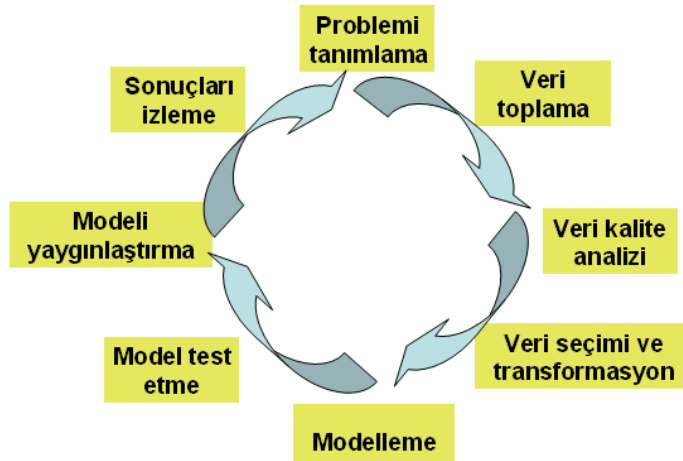 Problemi
tanımlama
Veri
toplama
Veri kalite
analizi
Veri seçimi ve
transformasyon
Modelleme
Model test
etme
Modeli
yaygınlaştırma
Sonuçları
izleme